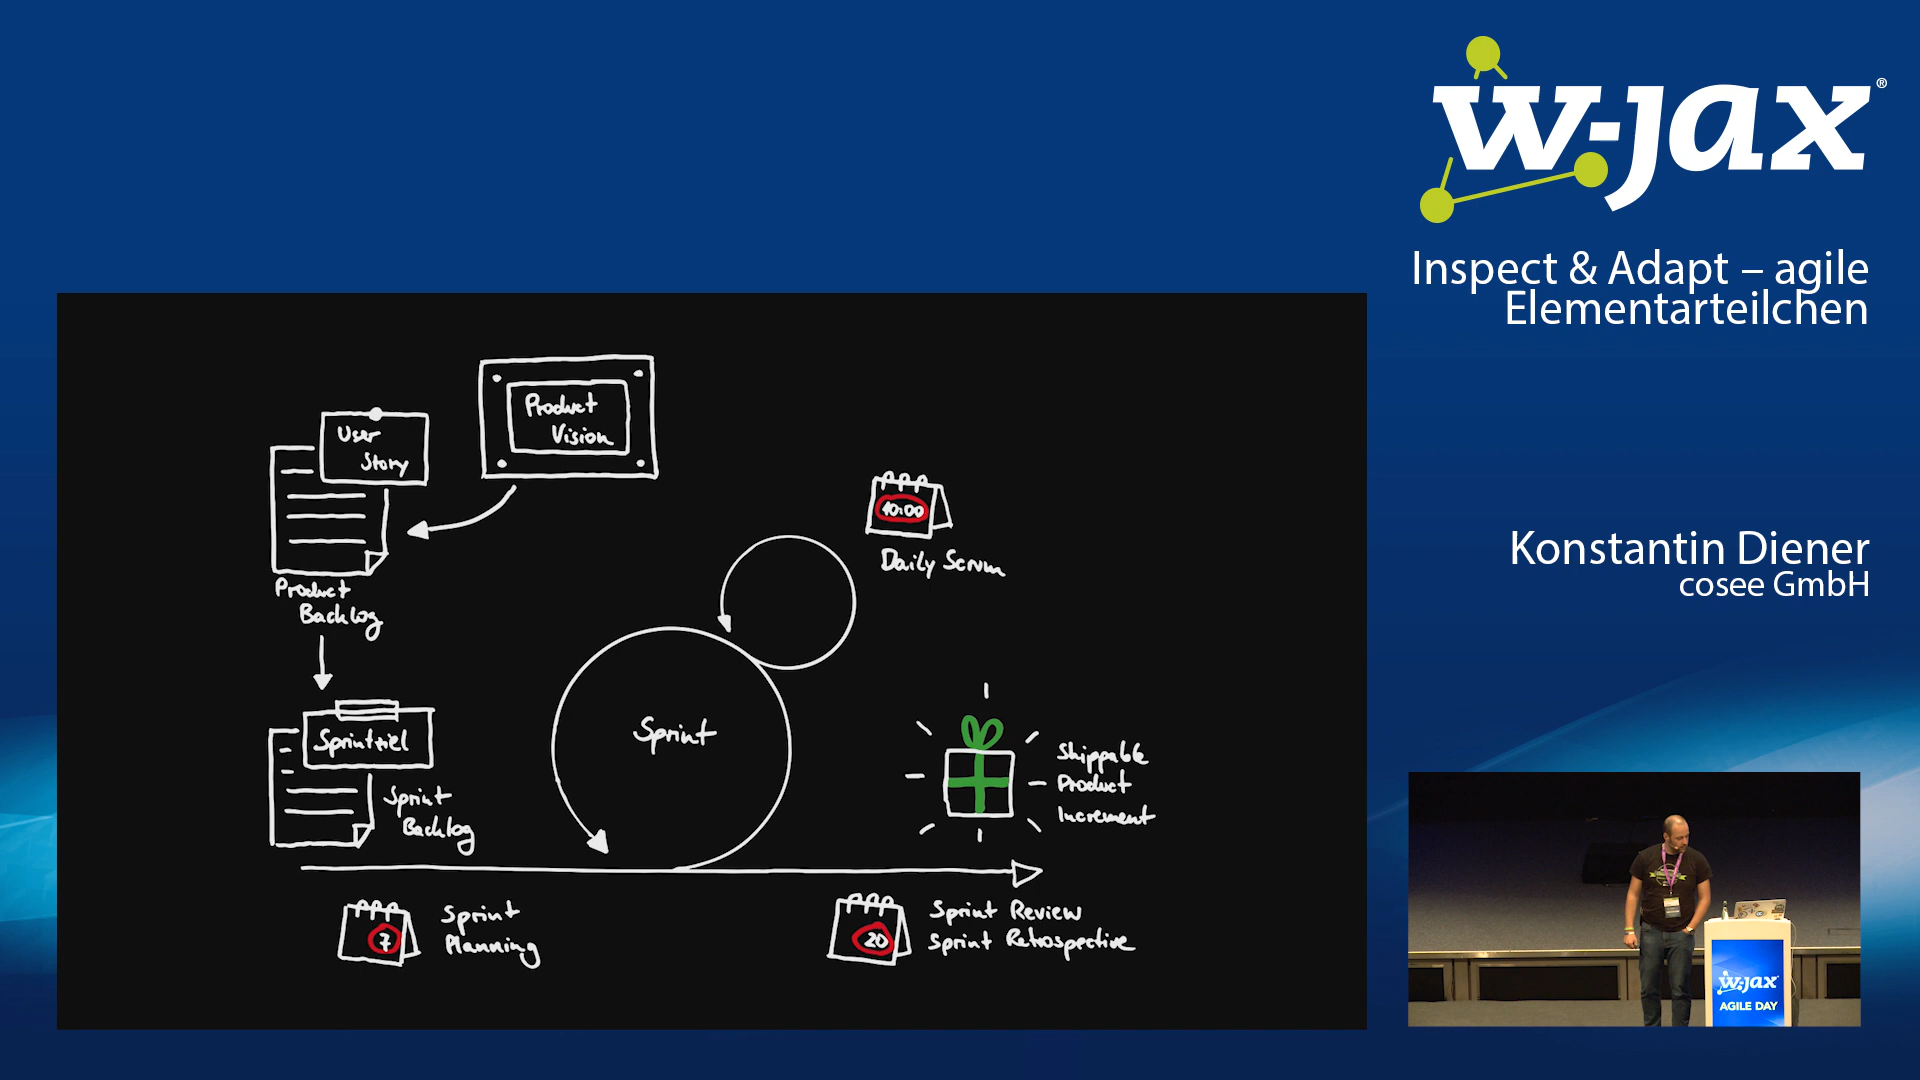 w-jax®
Inspect & Adapt – agile
Elementarteilchen
Konstantin Diener
cosee GmbH
Product
Vision
User
Story
Product
Backlog
10:00
Daily Scrum
Sprintziel
Sprint
Backlog
Sprint
Shippable
Product
Increment
7
Sprint
Planning
20
Sprint Review
Sprint Retrospective
w-jax
AGILE DAY